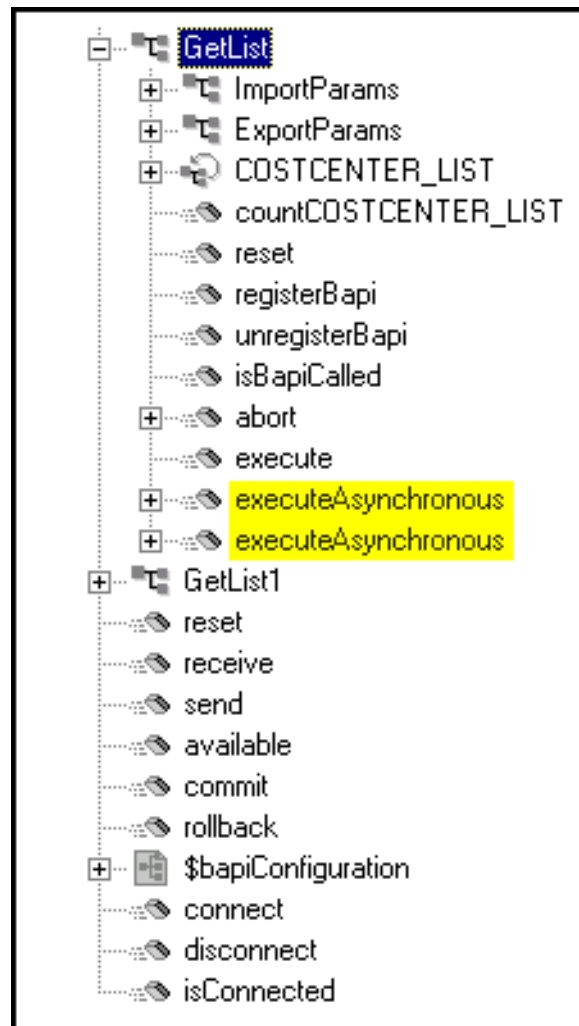 GetList
ImportParams
ExportParams
COSTCENTER_LIST
countCOSTCENTER_LIST
reset
registerBapi
unregisterBapi
isBapiCalled
abort
execute
executeAsynchronous
executeAsynchronous
GetList1
reset
receive
send
available
commit
rollback
$bapiConfiguration
connect
disconnect
isConnected